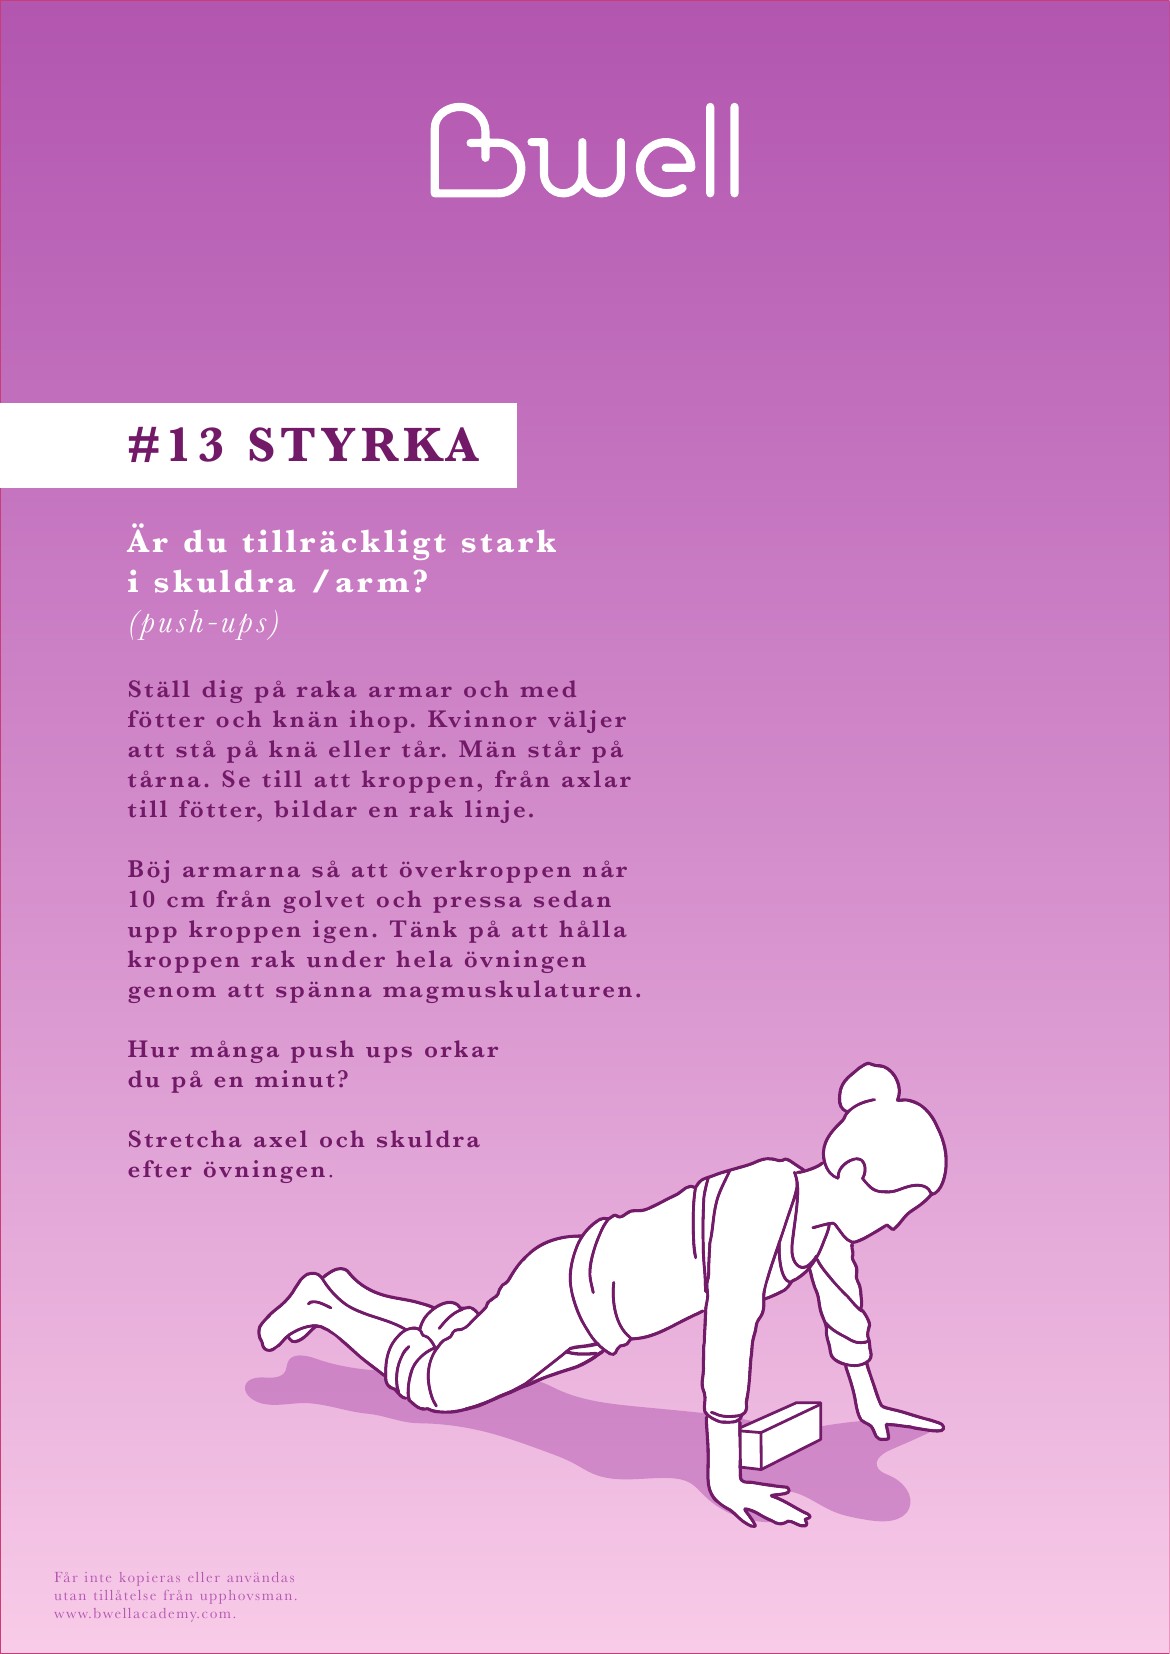 Bwell
#13 STYRKA
Är du tillräckligt stark
i skuldra /arm?
(push-ups)
Ställ dig på raka armar och med
fötter och knän ihop. Kvinnor väljer
att stå på knä eller tår. Män står på
tårna. Se till att kroppen, från axlar
till fötter, bildar en rak linje.
Böj armarna så att överkroppen når
10 cm från golvet och pressa sedan
upp kroppen igen. Tänk på att hålla
kroppen rak under hela övningen
genom att spänna magmuskulaturen.
Hur många push ups orkar
du på en minut?
Stretcha axel och skuldra
efter övningen.
Får inte kopieras eller användas
utan tillåtelse från upphovsman.
www.bwellacademy.com.